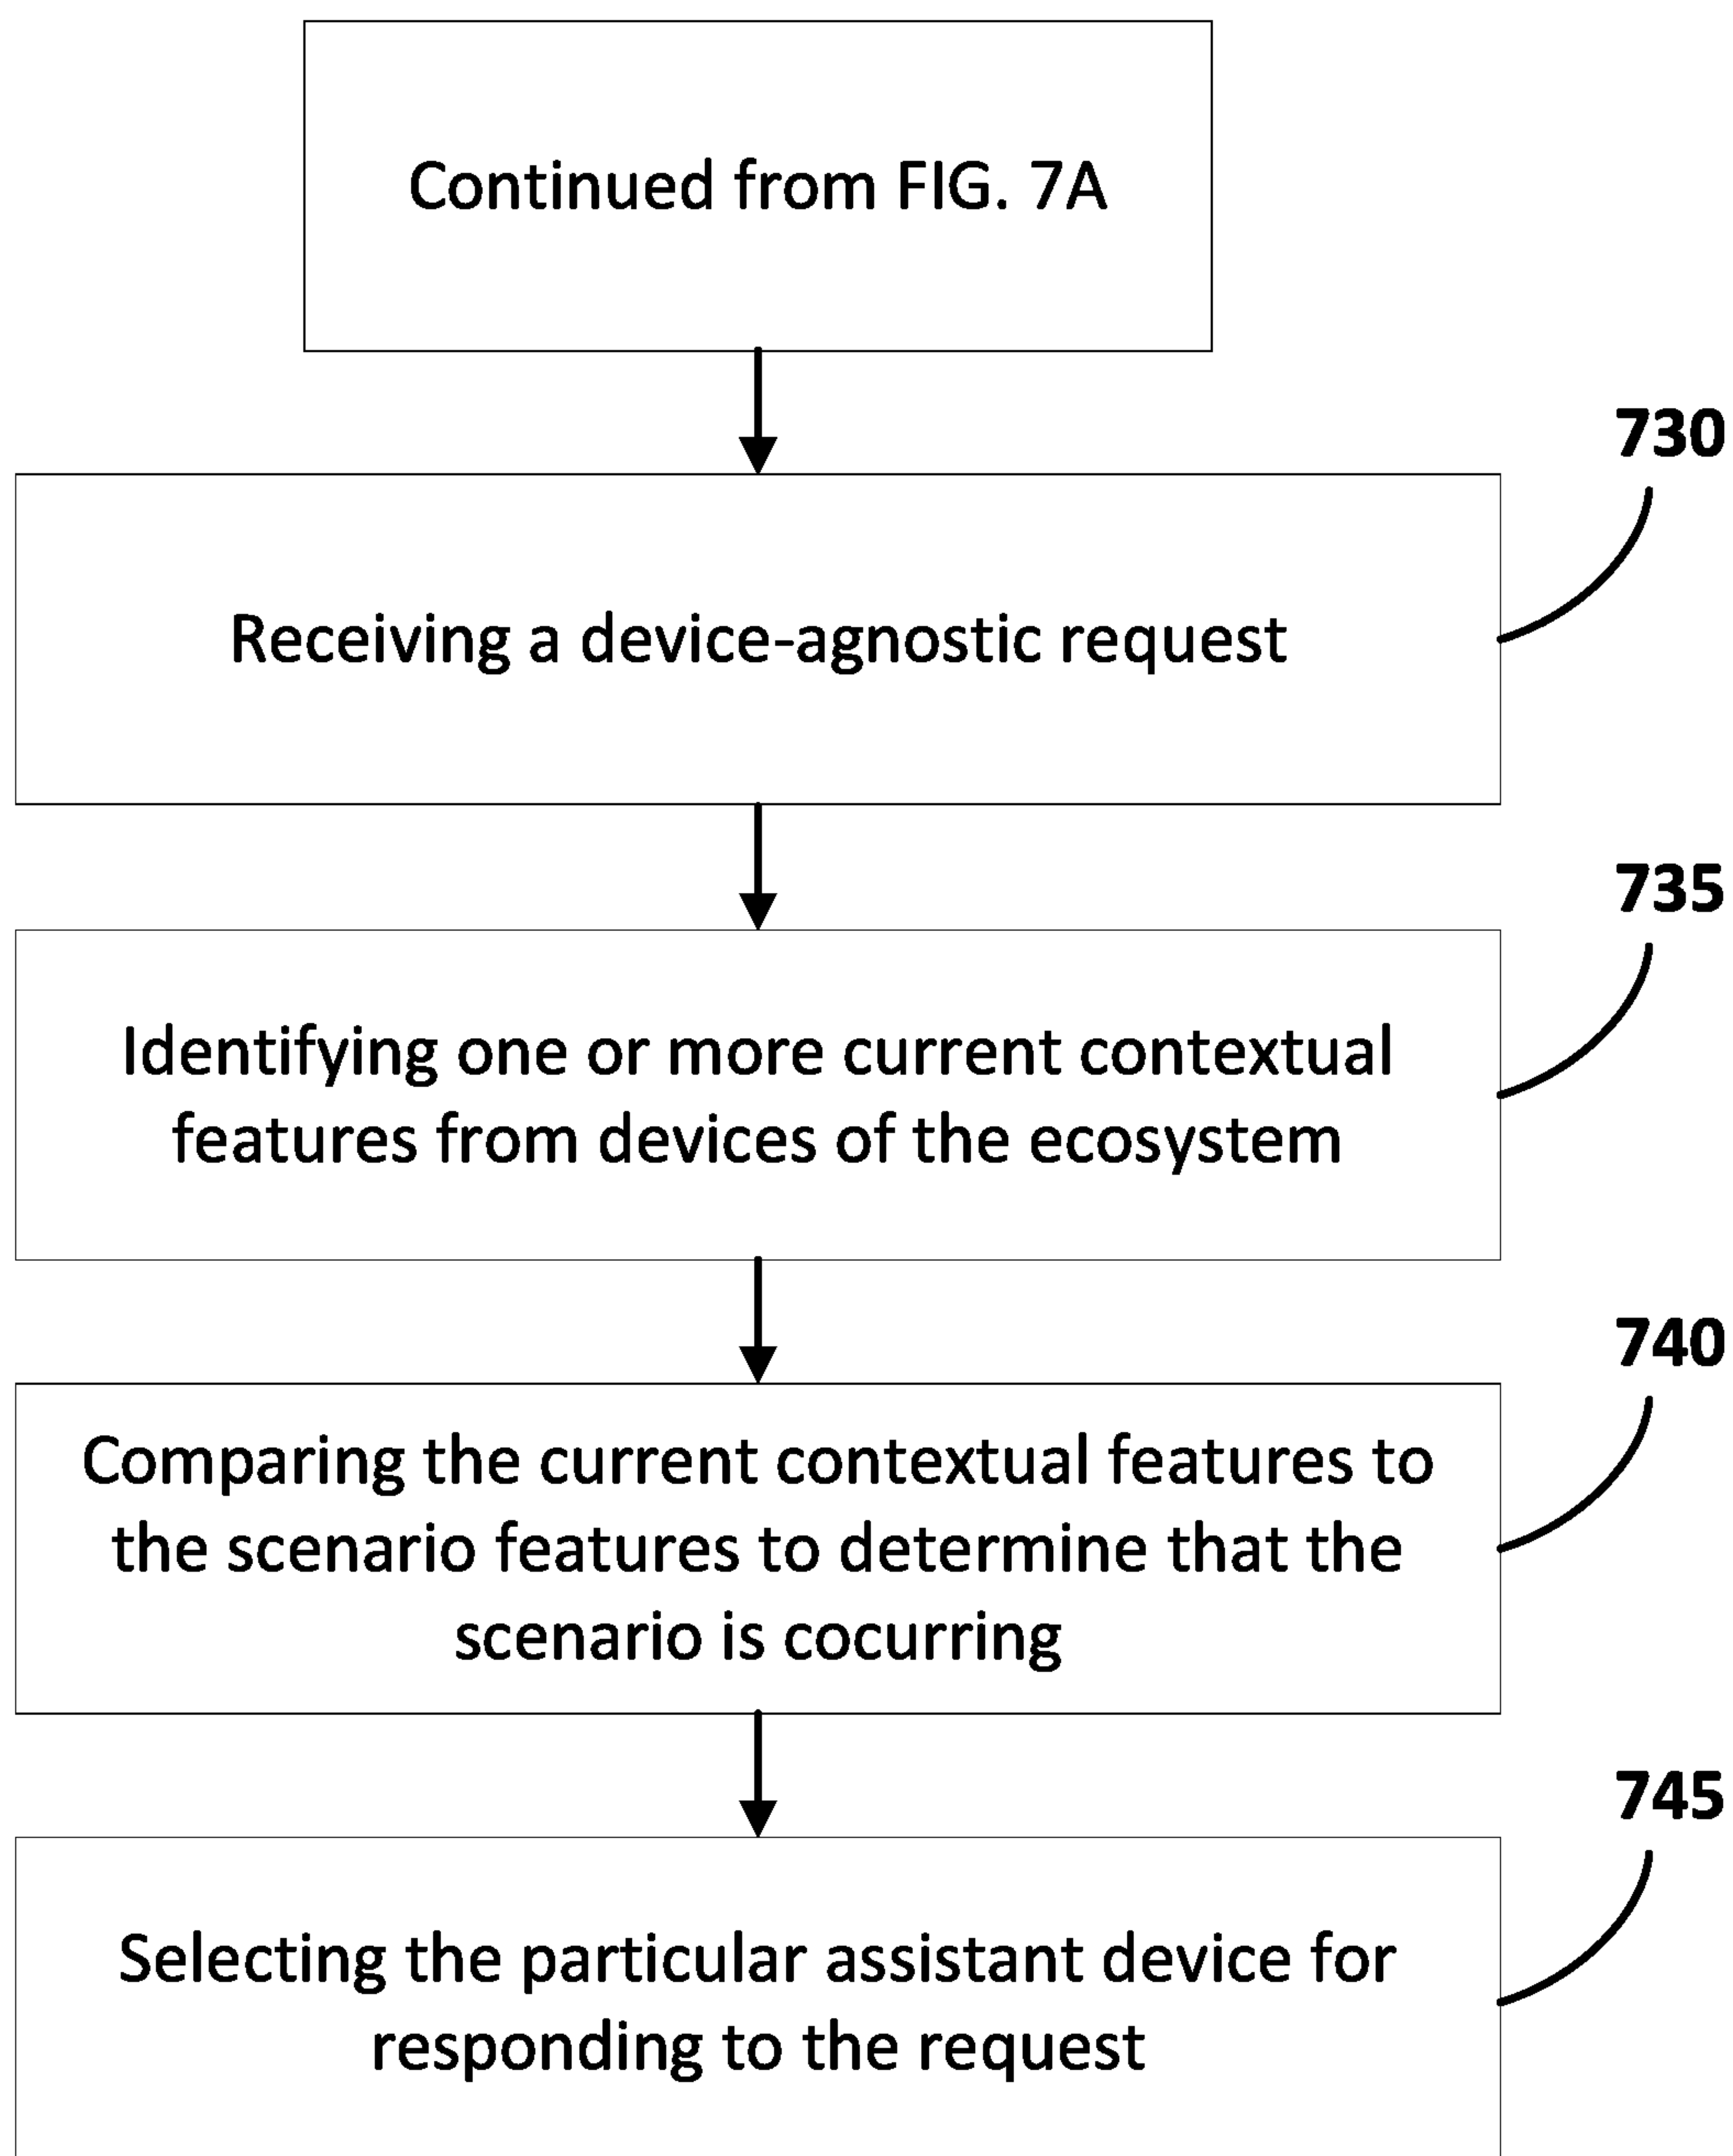 Continued from FIG. 7A
730
Receiving a device-agnostic request
735
Identifying one or more current contextual
features from devices of the ecosystem
740
Comparing the current contextual features to
the scenario features to determine that the
scenario is cocurring
745
Selecting the particular assistant device for
responding to the request